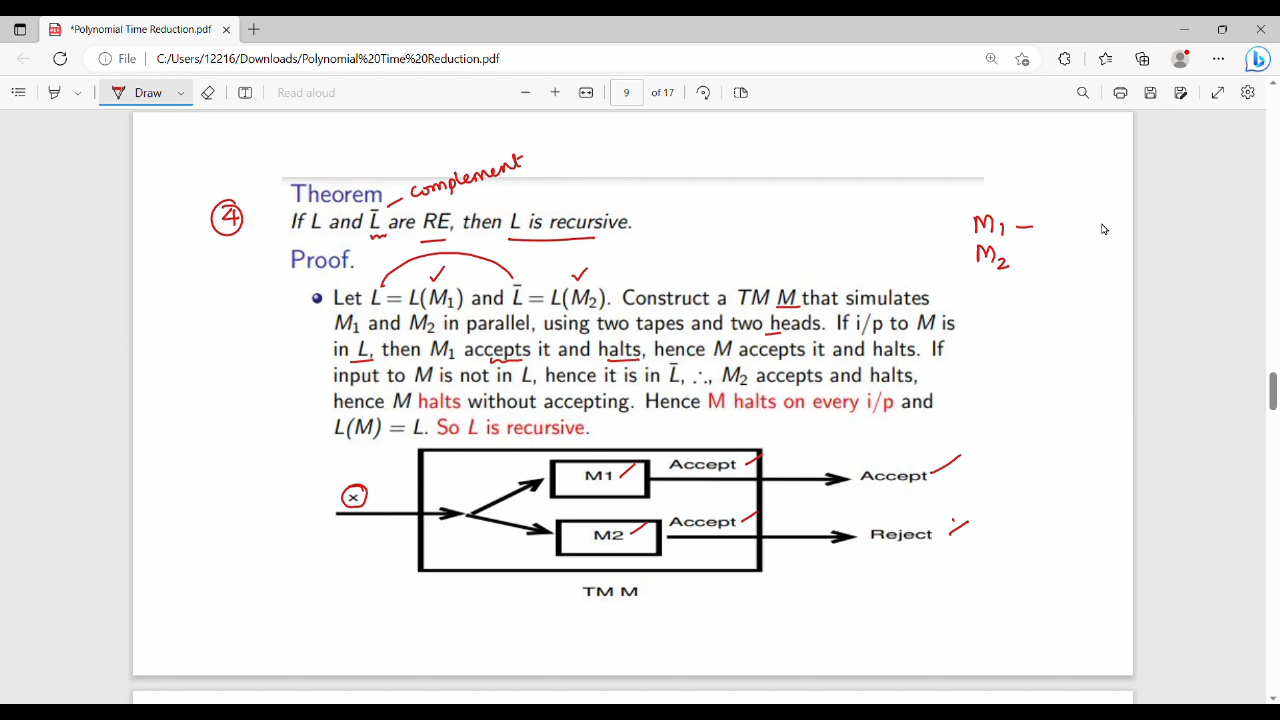 *Polynomial Time Reduction.pdf
File C:/Users/12216/Downloads/Polynomial%20Time%20Reduction.pdf
Draw Read aloud 9 of 17
complement
Theorem
④ If L and L̄ are RE, then L is recursive.
M₁ –
M₂
Proof.
• Let L = L(M₁) and L̄ = L(M₂). Construct a TM M that simulates
M₁ and M₂ in parallel, using two tapes and two heads. If i/p to M is
in L, then M₁ accepts it and halts, hence M accepts it and halts. If
input to M is not in L, hence it is in L̄, ∴, M₂ accepts and halts,
hence M halts without accepting. Hence M halts on every i/p and
L(M) = L. So L is recursive.
x M1 Accept Accept
M2 Accept Reject
TM M